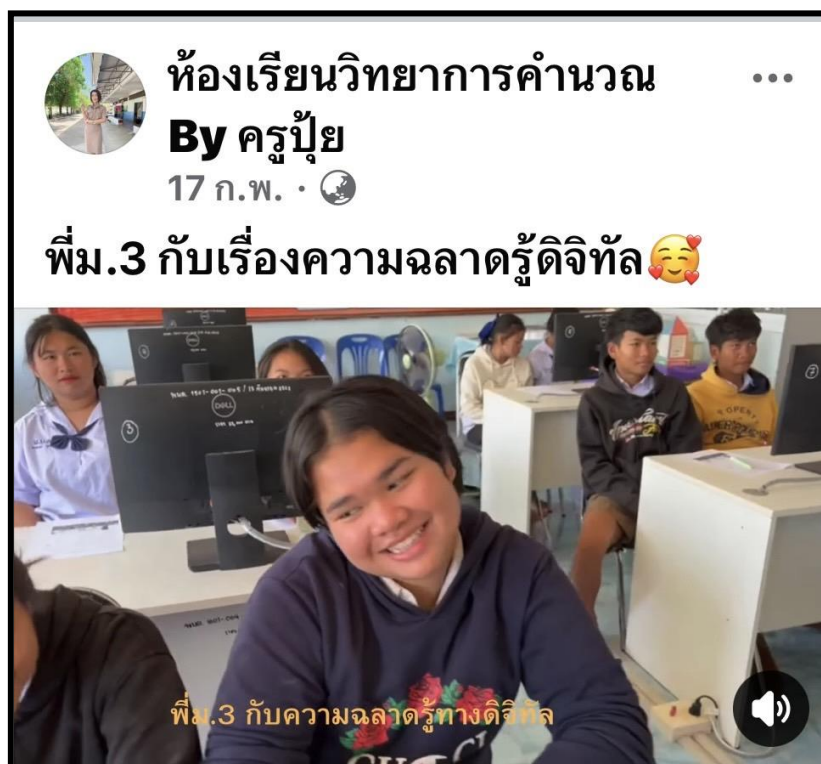 ห้องเรียนวิทยาการคำนวณ
By ครูปุ้ย
17 ก.พ. ·
พี่ม.3 กับเรื่องความฉลาดรู้ดิจิทัล🥰
DELL
DELL
3
พี่ม.3 กับความฉลาดรู้ทางดิจิทัล